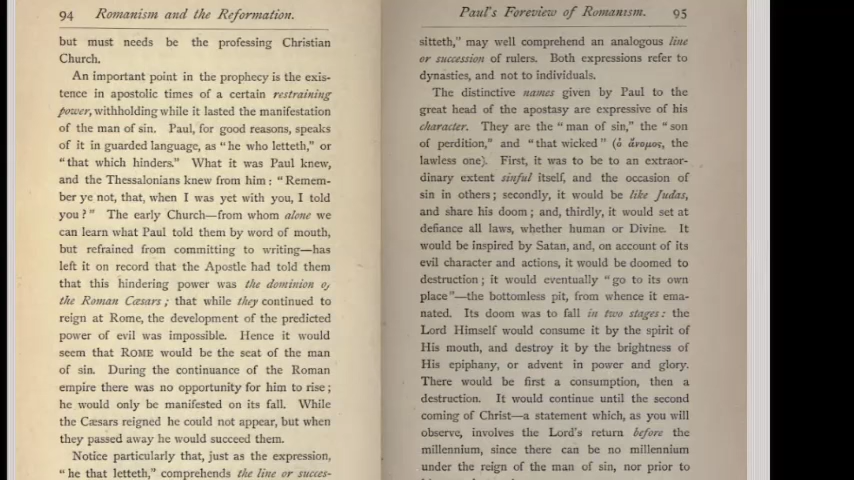 94 Romanism and the Reformation.
but must needs be the professing Christian
Church.
An important point in the prophecy is the exis-
tence in apostolic times of a certain restraining
power, withholding while it lasted the manifestation
of the man of sin. Paul, for good reasons, speaks
of it in guarded language, as "he who letteth," or
"that which hinders." What it was Paul knew,
and the Thessalonians knew from him: "Remem-
ber ye not, that, when I was yet with you, I told
you?" The early Church—from whom alone we
can learn what Paul told them by word of mouth,
but refrained from committing to writing—has
left it on record that the Apostle had told them
that this hindering power was the dominion of
the Roman Cæsars; that while they continued to
reign at Rome, the development of the predicted
power of evil was impossible. Hence it would
seem that ROME would be the seat of the man
of sin. During the continuance of the Roman
empire there was no opportunity for him to rise;
he would only be manifested on its fall. While
the Cæsars reigned he could not appear, but when
they passed away he would succeed them.
Notice particularly that, just as the expression,
"he that letteth," comprehends the line or succes-
Paul's Foreview of Romanism. 95
sitteth," may well comprehend an analogous line
or succession of rulers. Both expressions refer to
dynasties, and not to individuals.
The distinctive names given by Paul to the
great head of the apostasy are expressive of his
character. They are the "man of sin," the "son
of perdition," and "that wicked" (ὁ ἄνομος, the
lawless one). First, it was to be to an extraor-
dinary extent sinful itself, and the occasion of
sin in others; secondly, it would be like Judas,
and share his doom; and, thirdly, it would set at
defiance all laws, whether human or Divine. It
would be inspired by Satan, and, on account of its
evil character and actions, it would be doomed to
destruction; it would eventually "go to its own
place"—the bottomless pit, from whence it ema-
nated. Its doom was to fall in two stages: the
Lord Himself would consume it by the spirit of
His mouth, and destroy it by the brightness of
His epiphany, or advent in power and glory.
There would be first a consumption, then a
destruction. It would continue until the second
coming of Christ—a statement which, as you will
observe, involves the Lord's return before the
millennium, since there can be no millennium
under the reign of the man of sin, nor prior to